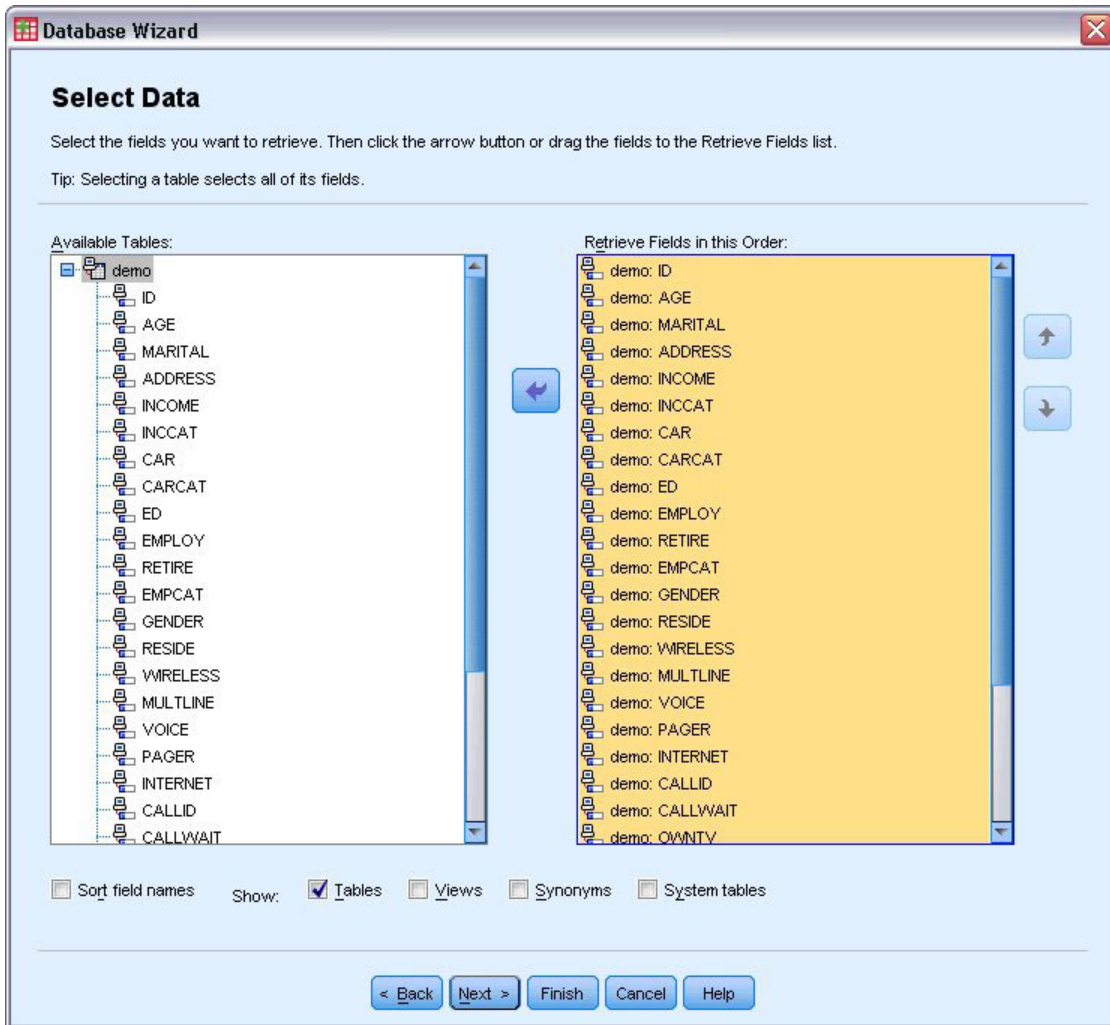 Database Wizard
Select Data
Select the fields you want to retrieve. Then click the arrow button or drag the fields to the Retrieve Fields list.
Tip: Selecting a table selects all of its fields.
Available Tables:
demo
ID
AGE
MARITAL
ADDRESS
INCOME
INCCAT
CAR
CARCAT
ED
EMPLOY
RETIRE
EMPCAT
GENDER
RESIDE
WIRELESS
MULTLINE
VOICE
PAGER
INTERNET
CALLID
CALLWAIT
Retrieve Fields in this Order:
demo: ID
demo: AGE
demo: MARITAL
demo: ADDRESS
demo: INCOME
demo: INCCAT
demo: CAR
demo: CARCAT
demo: ED
demo: EMPLOY
demo: RETIRE
demo: EMPCAT
demo: GENDER
demo: RESIDE
demo: WIRELESS
demo: MULTLINE
demo: VOICE
demo: PAGER
demo: INTERNET
demo: CALLID
demo: CALLWAIT
demo: OWNTV
Sort field names Show: Tables Views Synonyms System tables
< Back Next > Finish Cancel Help